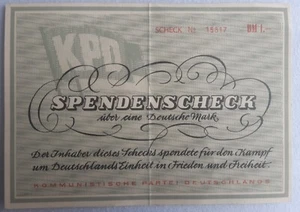 KPD
SCHECK Nr. 15517 DM 1.-
SPENDENSCHECK
über eine Deutsche Mark
Der Inhaber dieses Schecks spendete für den Kampf
um Deutschlands Einheit in Frieden und Freiheit.
KOMMUNISTISCHE PARTEI DEUTSCHLANDS